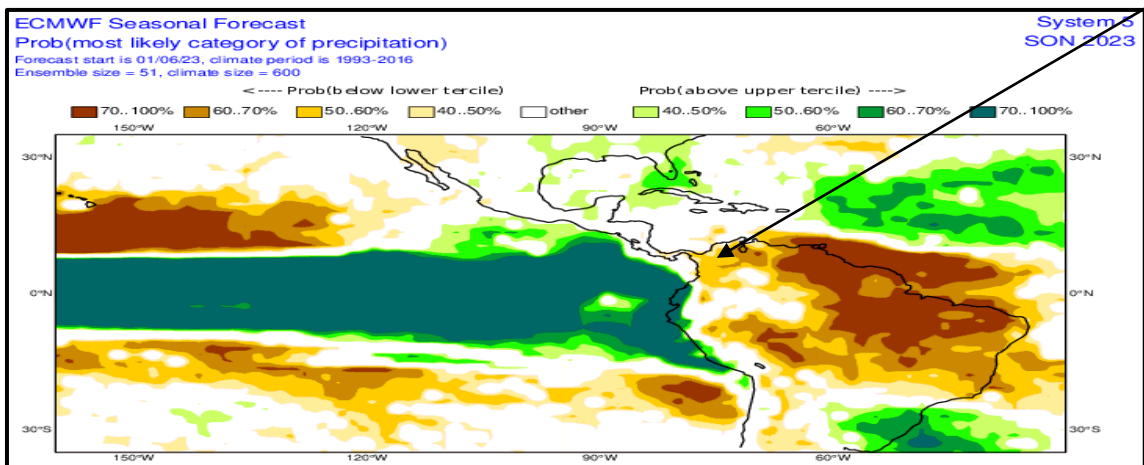 ECMWF Seasonal Forecast
System 5
Prob(most likely category of precipitation)
SON 2023
Forecast start is 01/06/23, climate period is 1993-2016
Ensemble size = 51, climate size = 600
<---- Prob(below lower tercile)
Prob(above upper tercile) ---->
70..100% 60..70% 50..60% 40..50% other 40..50% 50..60% 60..70% 70..100%
150°W 120°W 90°W 60°W
30°N 30°N
0°N 0°N
30°S 30°S
150°W 120°W 90°W 60°W